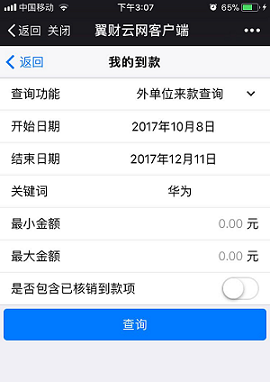 中国移动 下午3:07 65%
返回 关闭 翼财云网客户端
返回 我的到款
查询功能 外单位来款查询
开始日期 2017年10月8日
结束日期 2017年12月11日
关键词 华为
最小金额 0.00 元
最大金额 0.00 元
是否包含已核销到款项
查询